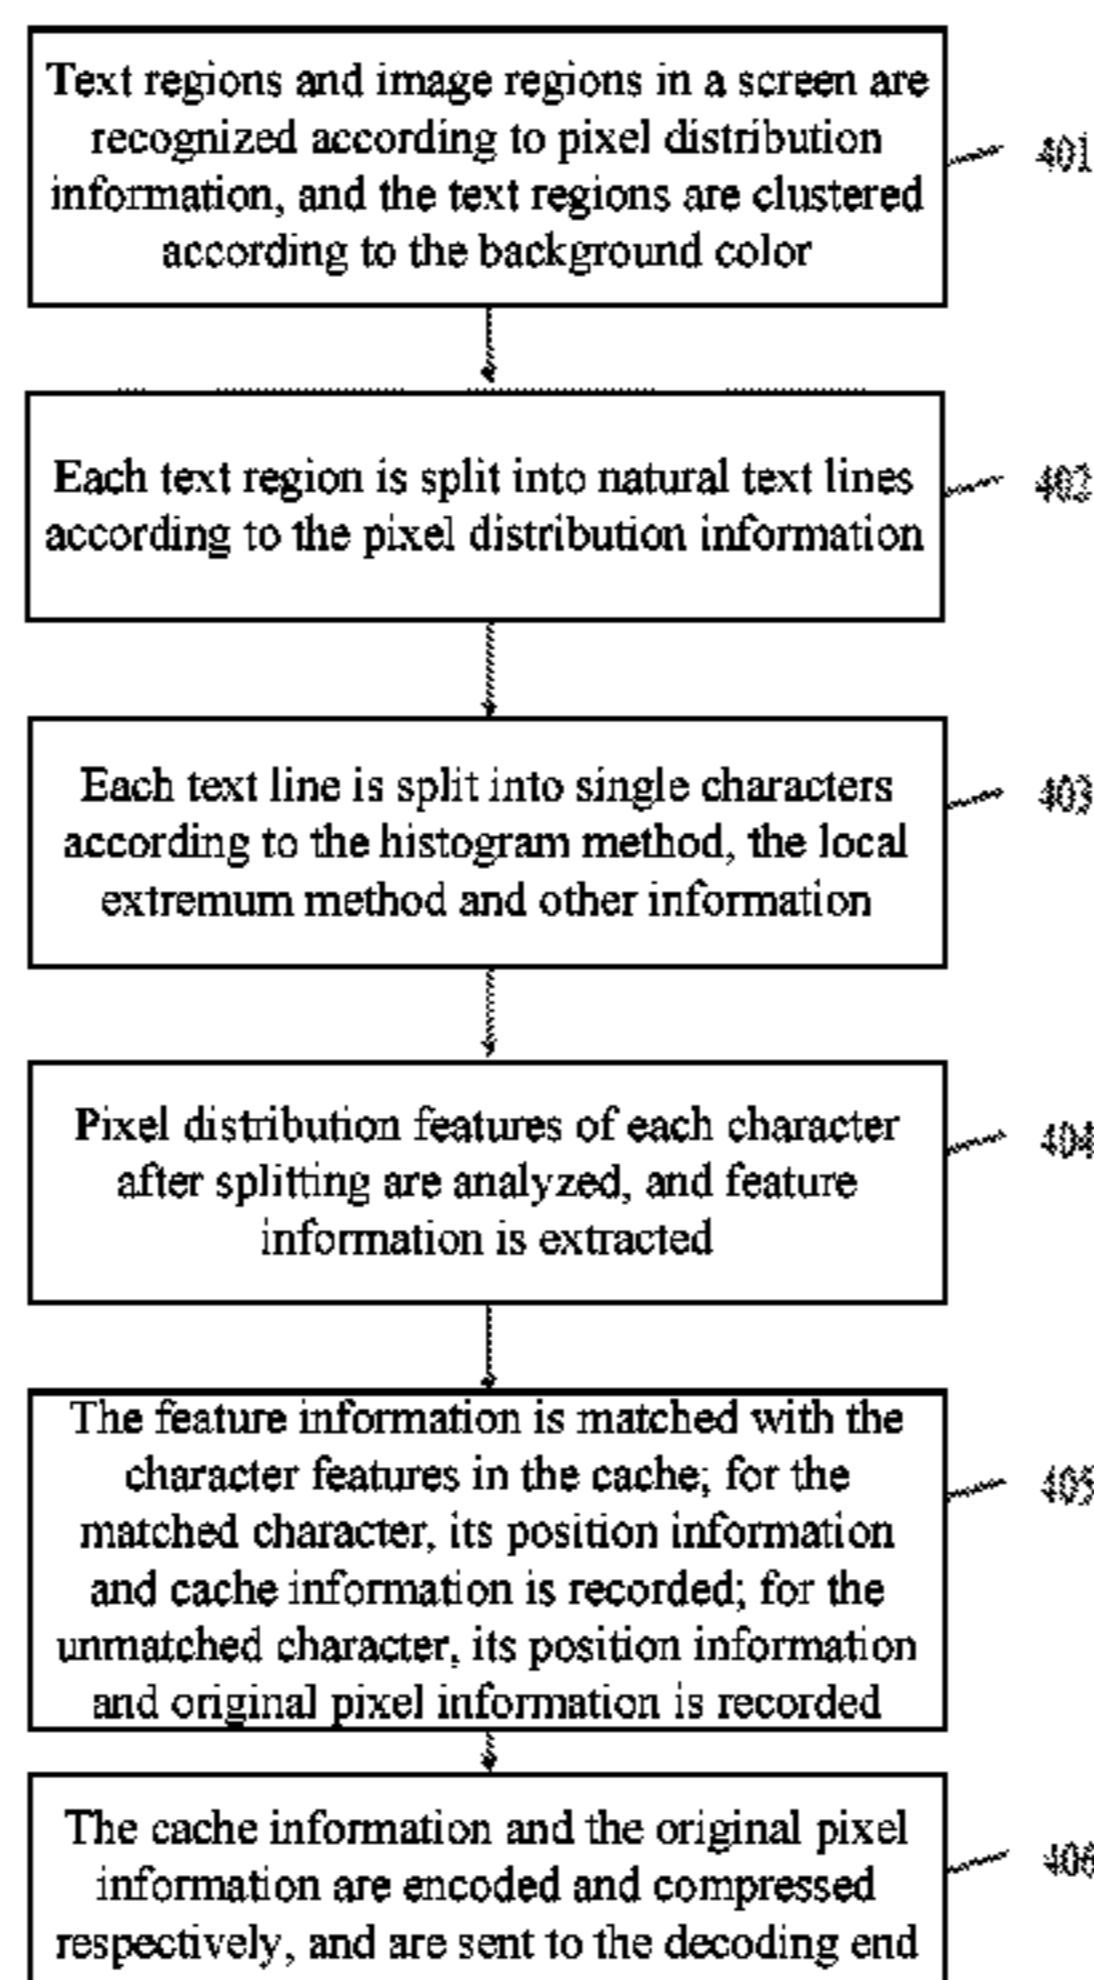 Text regions and image regions in a screen are
recognized according to pixel distribution
information, and the text regions are clustered
according to the background color
401
Each text region is split into natural text lines
according to the pixel distribution information
402
Each text line is split into single characters
according to the histogram method, the local
extremum method and other information
403
Pixel distribution features of each character
after splitting are analyzed, and feature
information is extracted
404
The feature information is matched with the
character features in the cache; for the
matched character, its position information
and cache information is recorded; for the
unmatched character, its position information
and original pixel information is recorded
405
The cache information and the original pixel
information are encoded and compressed
respectively, and are sent to the decoding end
406